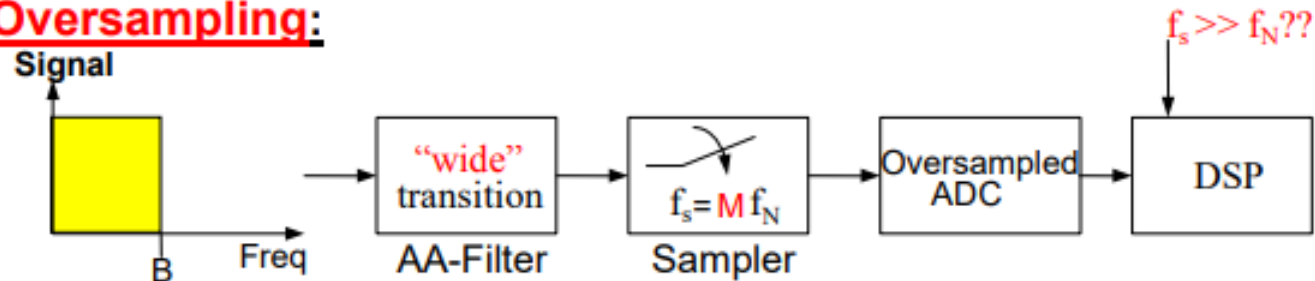 Oversampling:
fs>> fN??
Signal
"wide"
transition
fs= M fN
Oversampled
ADC
DSP
B
Freq
AA-Filter
Sampler